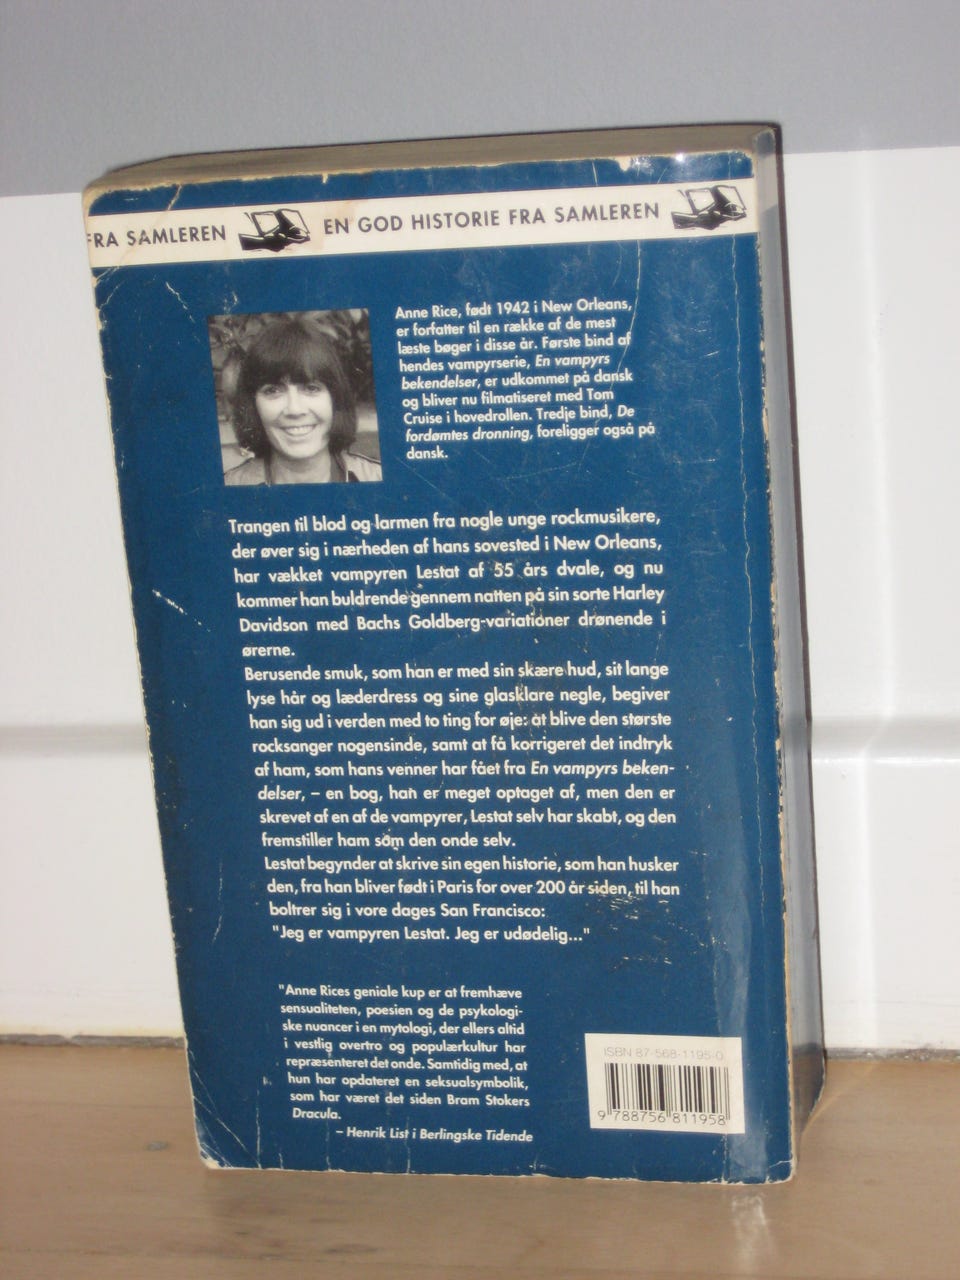 FRA SAMLEREN EN GOD HISTORIE FRA SAMLEREN
Anne Rice, født 1942 i New Orleans,
er forfatter til en række af de mest
læste bøger i disse år. Første bind af
hendes vampyrserie, En vampyrs
bekendelser, er udkommet på dansk
og bliver nu filmatiseret med Tom
Cruise i hovedrollen. Tredje bind, De
fordømtes dronning, foreligger også på
dansk.
Trangen til blod og larmen fra nogle unge rockmusikere,
der øver sig i nærheden af hans sovested i New Orleans,
har vækket vampyren Lestat af 55 års dvale, og nu
kommer han buldrende gennem natten på sin sorte Harley
Davidson med Bachs Goldberg-variationer drønende i
ørerne.
Berusende smuk, som han er med sin skære hud, sit lange
lyse hår og læderdress og sine glasklare negle, begiver
han sig ud i verden med to ting for øje: at blive den største
rocksanger nogensinde, samt at få korrigeret det indtryk
af ham, som hans venner har fået fra En vampyrs beken-
delser, – en bog, han er meget optaget af, men den er
skrevet af en af de vampyrer, Lestat selv har skabt, og den
fremstiller ham som den onde selv.
Lestat begynder at skrive sin egen historie, som han husker
den, fra han bliver født i Paris for over 200 år siden, til han
boltrer sig i vore dages San Francisco:
"Jeg er vampyren Lestat. Jeg er udødelig..."
"Anne Rices geniale kup er at fremhæve
sensualiteten, poesien og de psykologi-
ske nuancer i en mytologi, der ellers altid
i vestlig overtro og populærkultur har
repræsenteret det onde. Samtidig med, at
hun har opdateret en seksualsymbolik,
som har været det siden Bram Stokers
Dracula.
– Henrik List i Berlingske Tidende
ISBN 87-568-1195-0
9 788756 811958